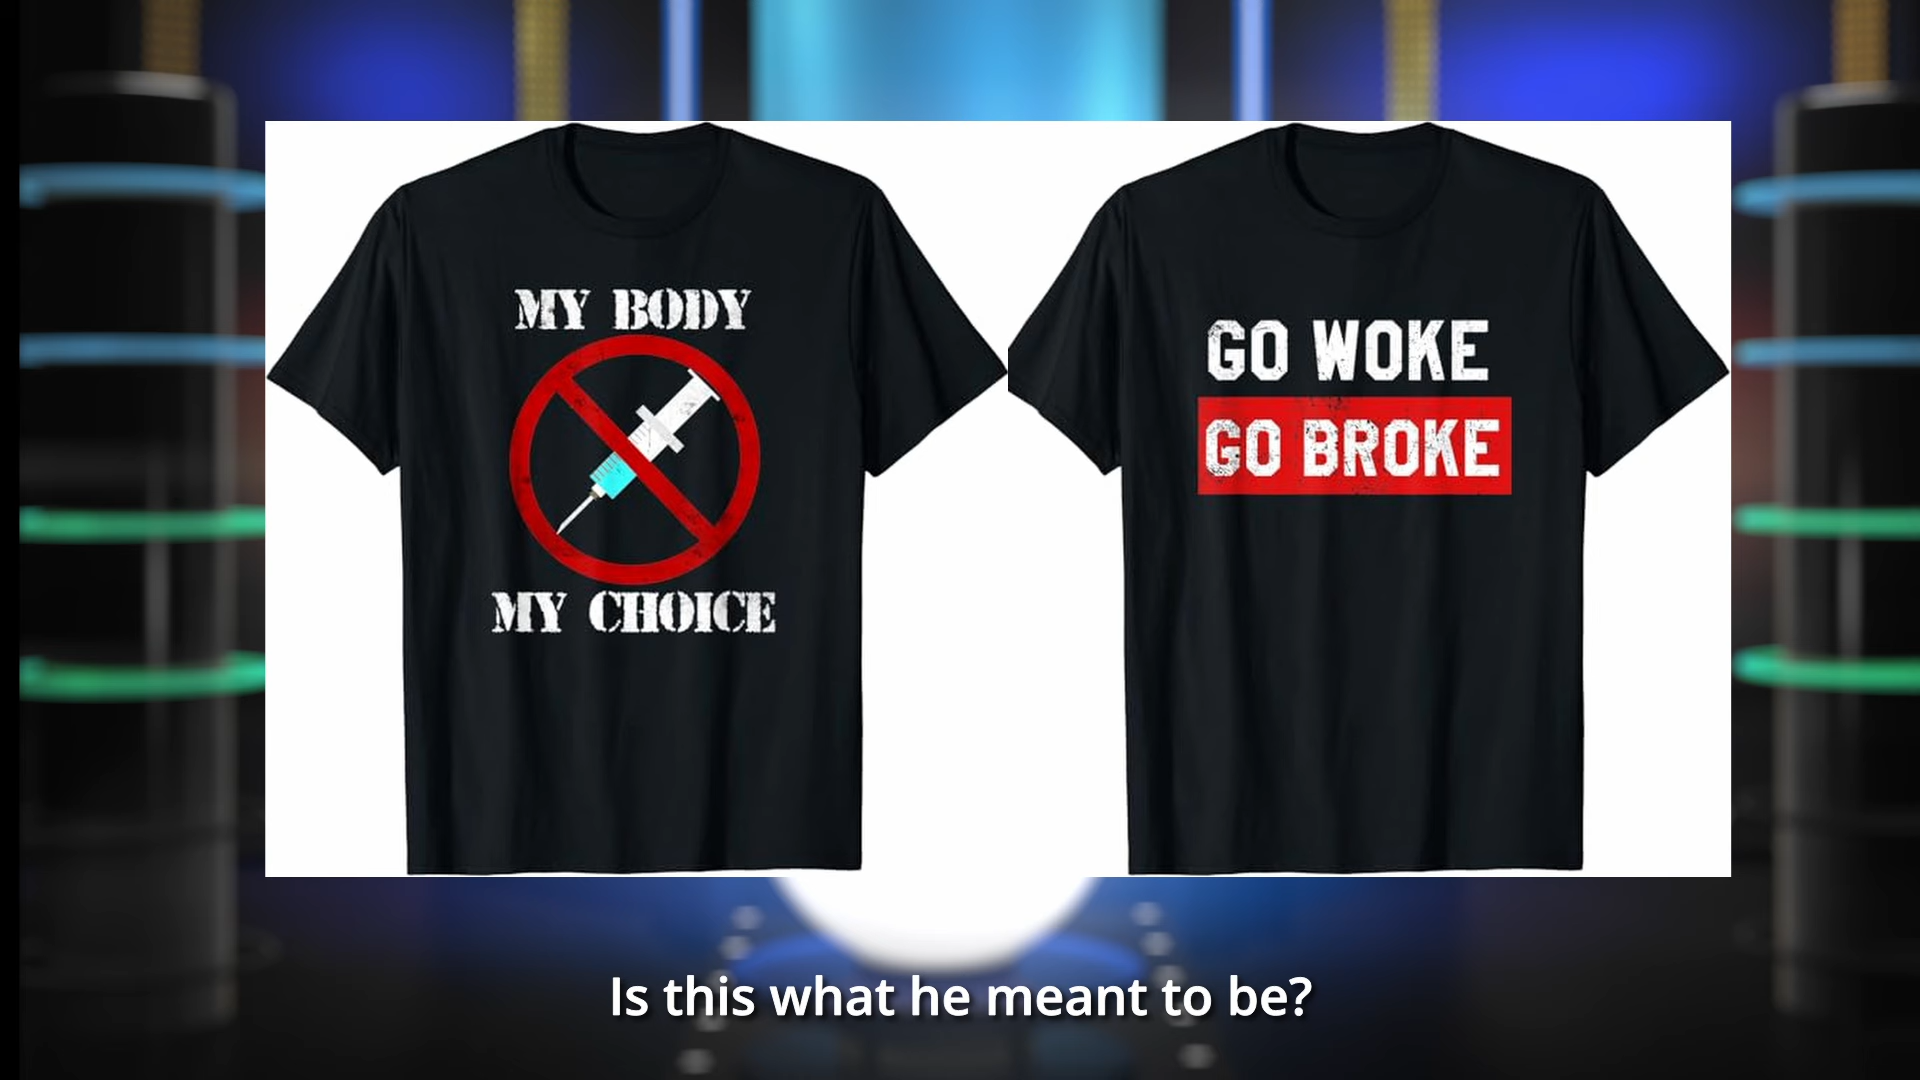 MY BODY
MY CHOICE
GO WOKE
GO BROKE
Is this what he meant to be?